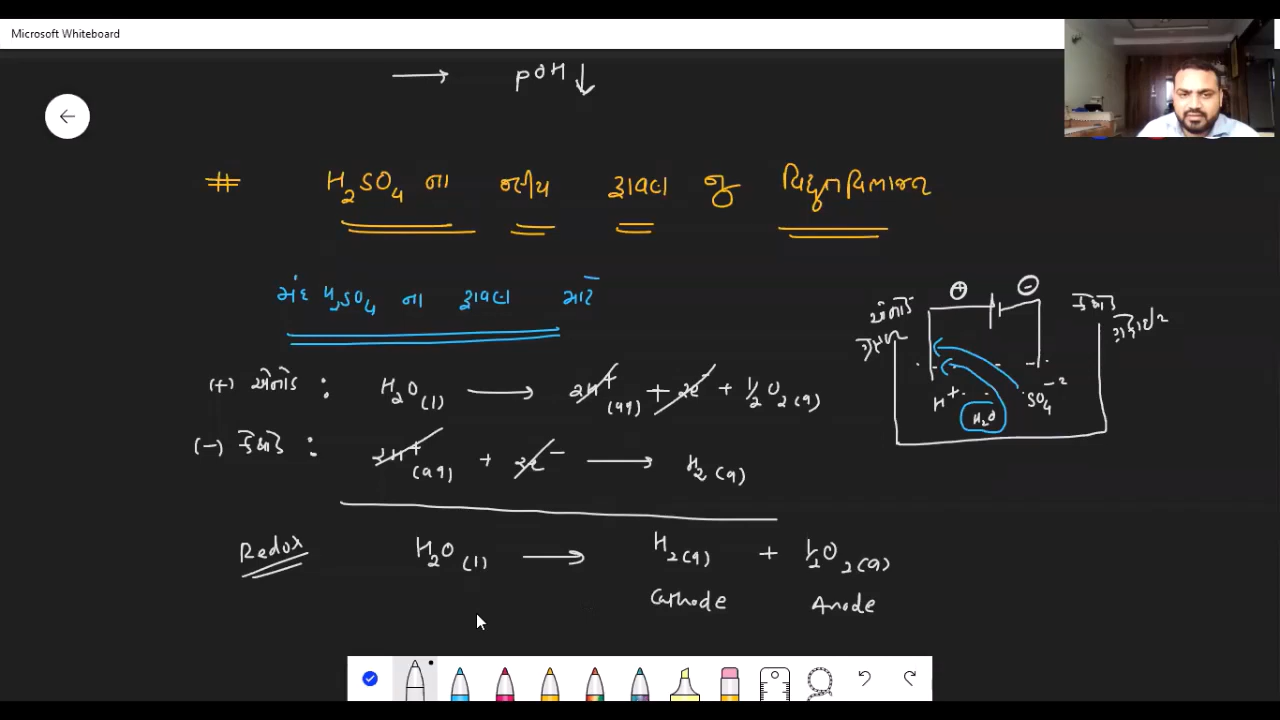 Microsoft Whiteboard
⟶ pOH↓
# H₂SO₄ ના જલીય દ્રાવણ નું વિદ્યુતવિભાજન
મંદ H₂SO₄ ના દ્રાવણ માટે
(+) એનોડ : H₂O(l) ⟶ 2H⁺(aq) + 2e⁻ + ½O₂(g)
(−) કેથોડ : 2H⁺(aq) + 2e⁻ ⟶ H₂(g)
Redox H₂O(l) ⟶ H₂(g) + ½O₂(g)
Cathode Anode
⊕ ⊖
એનોડ કેથોડ
H⁺ H₂O SO₄⁻²